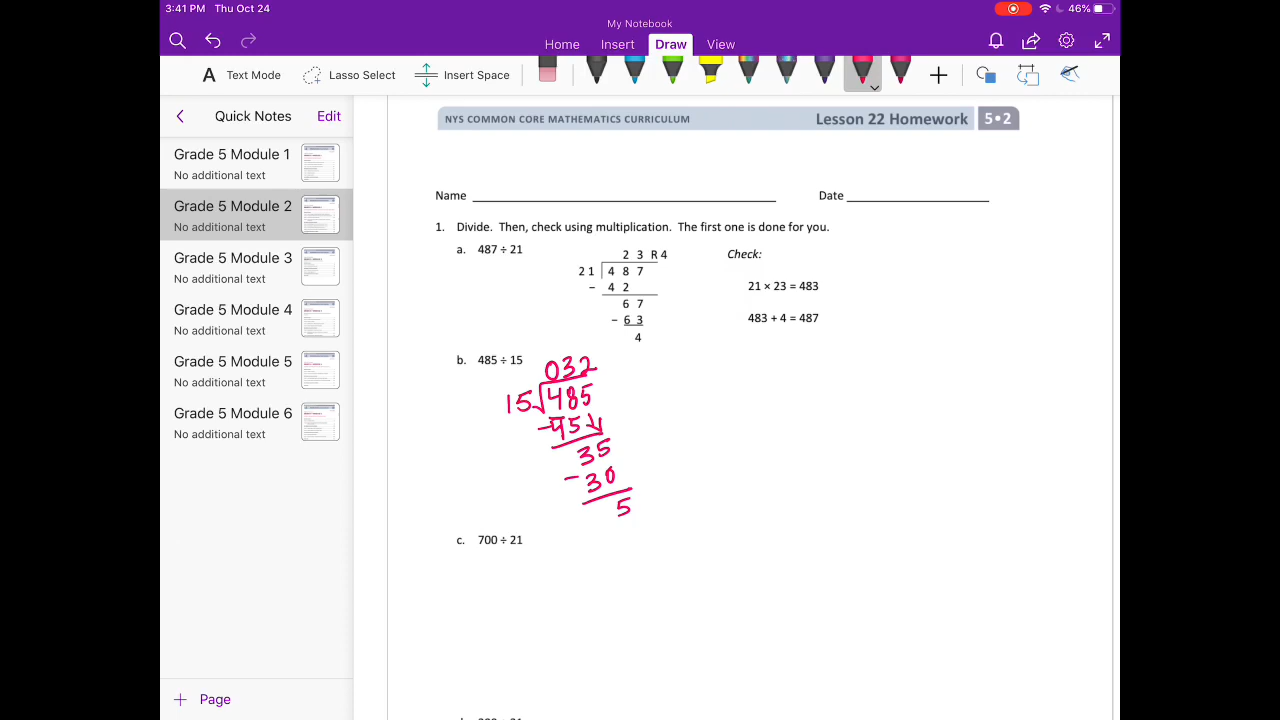 3:41 PM Thu Oct 24
46%
My Notebook
Home Insert Draw View
A Text Mode Lasso Select Insert Space
Quick Notes Edit
Grade 5 Module 1
No additional text
Grade 5 Module 2
No additional text
Grade 5 Module 3
No additional text
Grade 5 Module 4
No additional text
Grade 5 Module 5
No additional text
Grade 5 Module 6
No additional text
+ Page
NYS COMMON CORE MATHEMATICS CURRICULUM Lesson 22 Homework 5•2
Name Date
1. Divide. Then, check using multiplication. The first one is done for you.
a. 487 ÷ 21
2 3 R 4
2 1 4 8 7
− 4 2
6 7
− 6 3
4
Check:
21 × 23 = 483
483 + 4 = 487
b. 485 ÷ 15
032
15 485
-45
35
-30
5
c. 700 ÷ 21